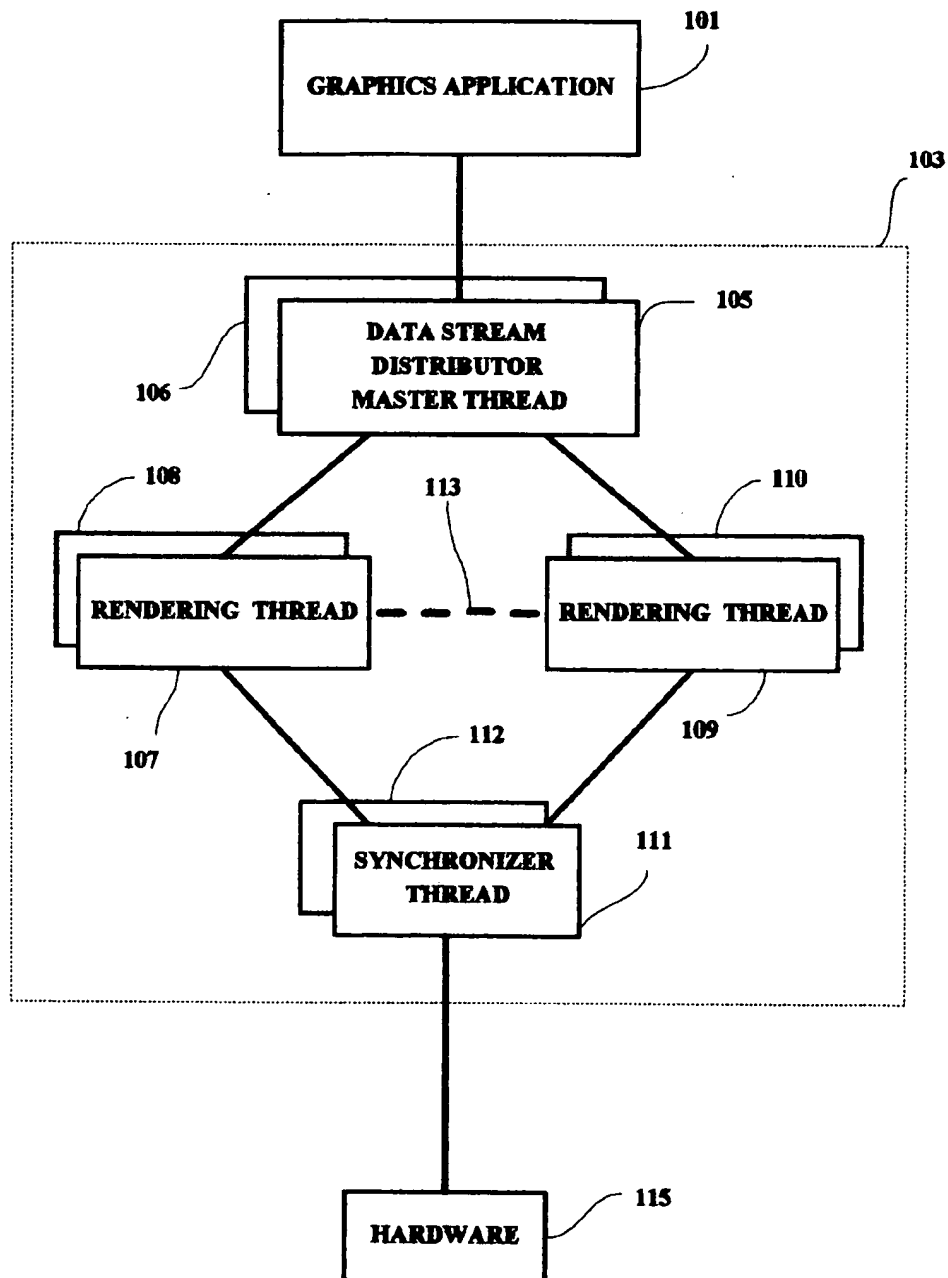 101
GRAPHICS APPLICATION
103
105
DATA STREAM
DISTRIBUTOR
MASTER THREAD
106
108
110
113
RENDERING THREAD
RENDERING THREAD
107
109
112
111
SYNCHRONIZER
THREAD
115
HARDWARE